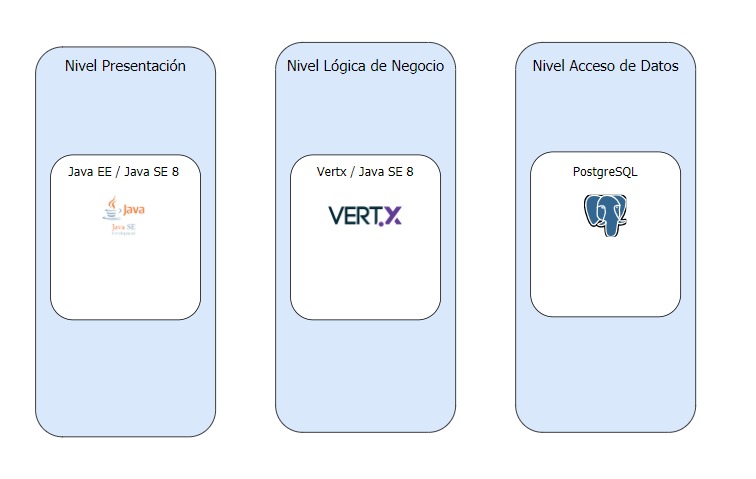 Nivel Presentación
Nivel Lógica de Negocio
Nivel Acceso de Datos
Java EE / Java SE 8
Vertx / Java SE 8
PostgreSQL
Java
Java SE
VERT.X